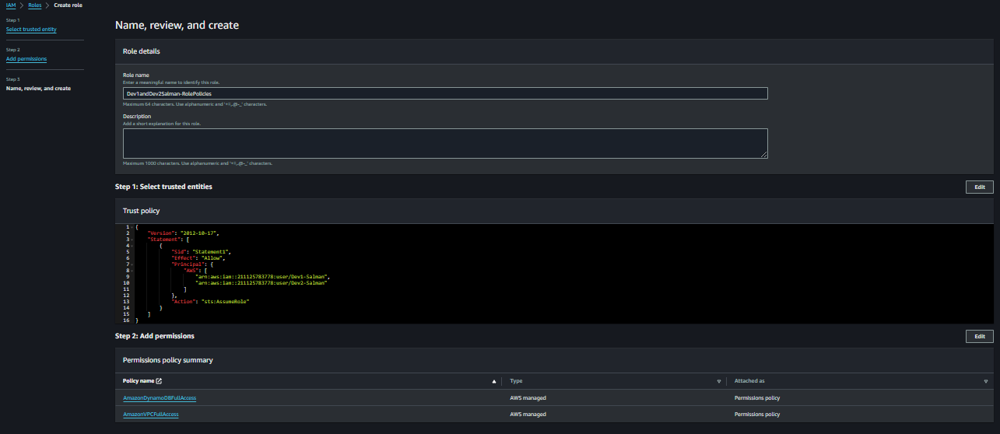 IAM > Roles > Create role
Step 1
Select trusted entity
Step 2
Add permissions
Step 3
Name, review, and create
Name, review, and create
Role details
Role name
Enter a meaningful name to identify this role.
Dev1andDev2Salman-RolePolicies
Maximum 64 characters. Use alphanumeric and '+=,.@-_' characters.
Description
Add a short explanation for this role.
Maximum 1000 characters. Use alphanumeric and '+=,.@-_' characters.
Step 1: Select trusted entities
Edit
Trust policy
1 {
2 "Version": "2012-10-17",
3 "Statement": [
4 {
5 "Sid": "Statement1",
6 "Effect": "Allow",
7 "Principal": {
8 "AWS": [
9 "arn:aws:iam::211125783778:user/Dev1-Salman",
10 "arn:aws:iam::211125783778:user/Dev2-Salman"
11 ]
12 },
13 "Action": "sts:AssumeRole"
14 }
15 ]
16 }
Step 2: Add permissions
Edit
Permissions policy summary
Policy name Type Attached as
AmazonDynamoDBFullAccess AWS managed Permissions policy
AmazonVPCFullAccess AWS managed Permissions policy